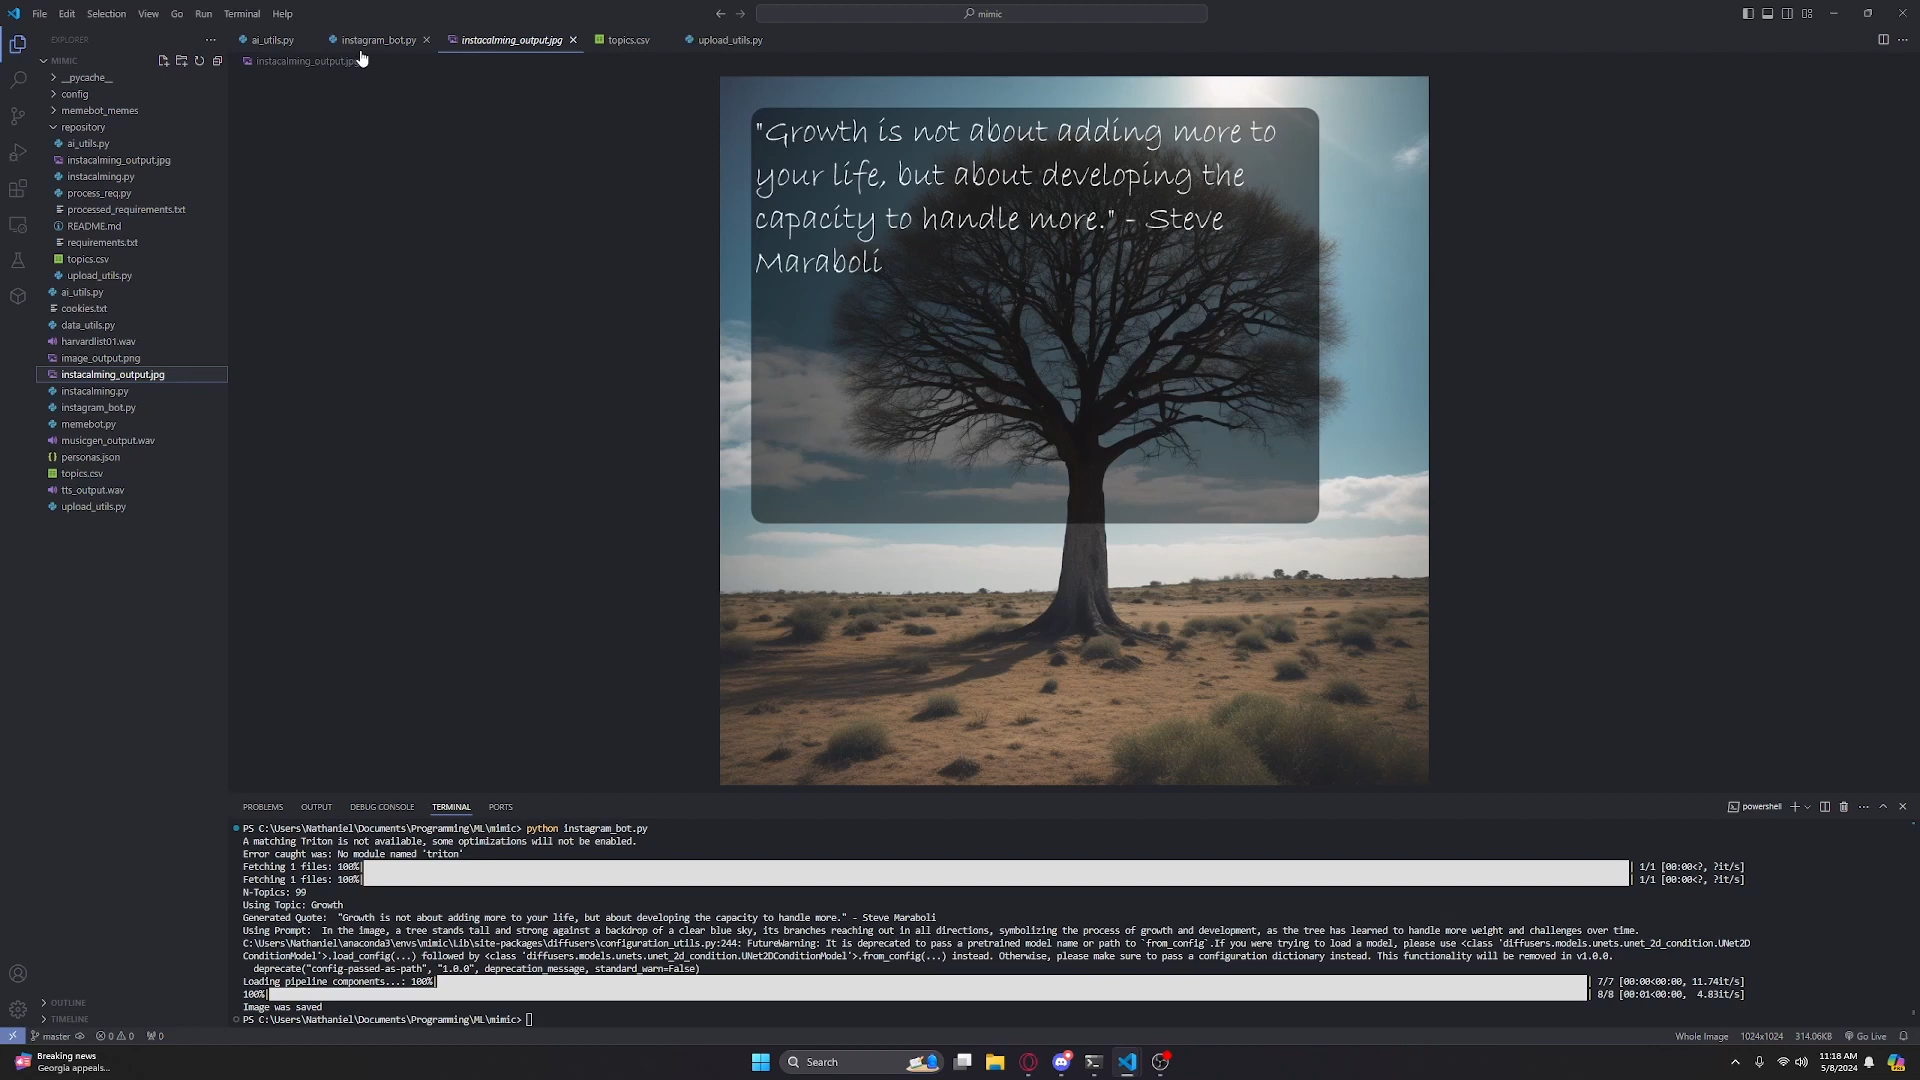 File Edit Selection View Go Run Terminal Help
mimic
EXPLORER
ai_utils.py
instagram_bot.py
instacalming_output.jpg
topics.csv
upload_utils.py
MIMIC
instacalming_output.jpg
__pycache__
config
memebot_memes
repository
ai_utils.py
instacalming_output.jpg
instacalming.py
process_req.py
processed_requirements.txt
README.md
requirements.txt
topics.csv
upload_utils.py
ai_utils.py
cookies.txt
data_utils.py
harvardlist01.wav
image_output.png
instacalming_output.jpg
instacalming.py
instagram_bot.py
memebot.py
musicgen_output.wav
personas.json
topics.csv
tts_output.wav
upload_utils.py
"Growth is not about adding more to
your life, but about developing the
capacity to handle more." - Steve
Maraboli
PROBLEMS OUTPUT DEBUG CONSOLE TERMINAL PORTS
powershell
PS C:\Users\Nathaniel\Documents\Programming\ML\mimic> python instagram_bot.py
A matching Triton is not available, some optimizations will not be enabled.
Error caught was: No module named 'triton'
Fetching 1 files: 100%| | 1/1 [00:00<?, ?it/s]
Fetching 1 files: 100%| | 1/1 [00:00<?, ?it/s]
N-Topics: 99
Using Topic: Growth
Generated Quote: "Growth is not about adding more to your life, but about developing the capacity to handle more." - Steve Maraboli
Using Prompt: In the image, a tree stands tall and strong against a backdrop of a clear blue sky, its branches reaching out in all directions, symbolizing the process of growth and development, as the tree has learned to handle more weight and challenges over time.
C:\Users\Nathaniel\anaconda3\envs\mimic\Lib\site-packages\diffusers\configuration_utils.py:244: FutureWarning: It is deprecated to pass a pretrained model name or path to `from_config`.If you were trying to load a model, please use <class 'diffusers.models.unets.unet_2d_condition.UNet2D
ConditionModel'>.load_config(...) followed by <class 'diffusers.models.unets.unet_2d_condition.UNet2DConditionModel'>.from_config(...) instead. Otherwise, please make sure to pass a configuration dictionary instead. This functionality will be removed in v1.0.0.
deprecate("config-passed-as-path", "1.0.0", deprecation_message, standard_warn=False)
Loading pipeline components...: 100%| | 7/7 [00:00<00:00, 11.74it/s]
100%| | 8/8 [00:01<00:00, 4.83it/s]
Image was saved
PS C:\Users\Nathaniel\Documents\Programming\ML\mimic>
OUTLINE
TIMELINE
master 0 0 0
Whole Image 1024x1024 314.06KB Go Live
Breaking news
Georgia appeals...
Search
11:18 AM
5/8/2024